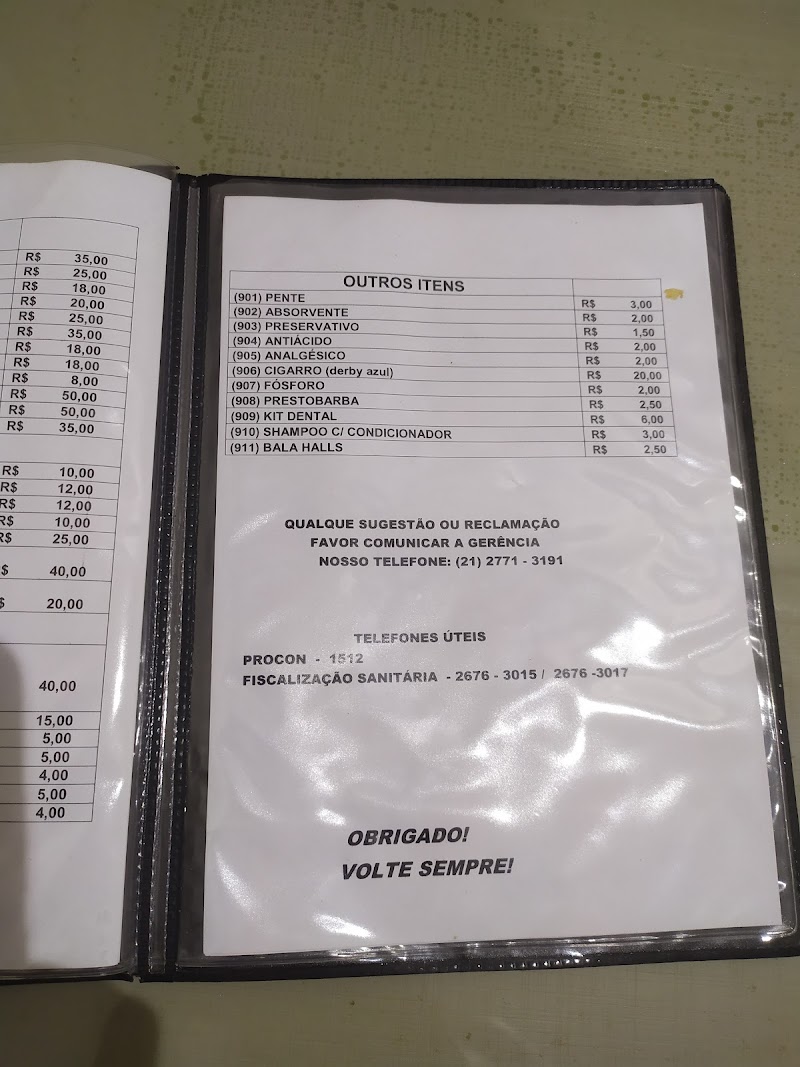 R$ 35,00
R$ 25,00
R$ 18,00
R$ 20,00
R$ 25,00
R$ 35,00
R$ 18,00
R$ 18,00
R$ 8,00
R$ 50,00
R$ 50,00
R$ 35,00
R$ 10,00
R$ 12,00
R$ 12,00
R$ 10,00
R$ 25,00
$ 40,00
$ 20,00
40,00
15,00
5,00
5,00
4,00
5,00
4,00
OUTROS ITENS
(901) PENTE R$ 3,00
(902) ABSORVENTE R$ 2,00
(903) PRESERVATIVO R$ 1,50
(904) ANTIÁCIDO R$ 2,00
(905) ANALGÉSICO R$ 2,00
(906) CIGARRO (derby azul) R$ 20,00
(907) FÓSFORO R$ 2,00
(908) PRESTOBARBA R$ 2,50
(909) KIT DENTAL R$ 6,00
(910) SHAMPOO C/ CONDICIONADOR R$ 3,00
(911) BALA HALLS R$ 2,50
QUALQUE SUGESTÃO OU RECLAMAÇÃO
FAVOR COMUNICAR A GERÊNCIA
NOSSO TELEFONE: (21) 2771 - 3191
TELEFONES ÚTEIS
PROCON - 1512
FISCALIZAÇÃO SANITÁRIA - 2676 - 3015 / 2676 -3017
OBRIGADO!
VOLTE SEMPRE!